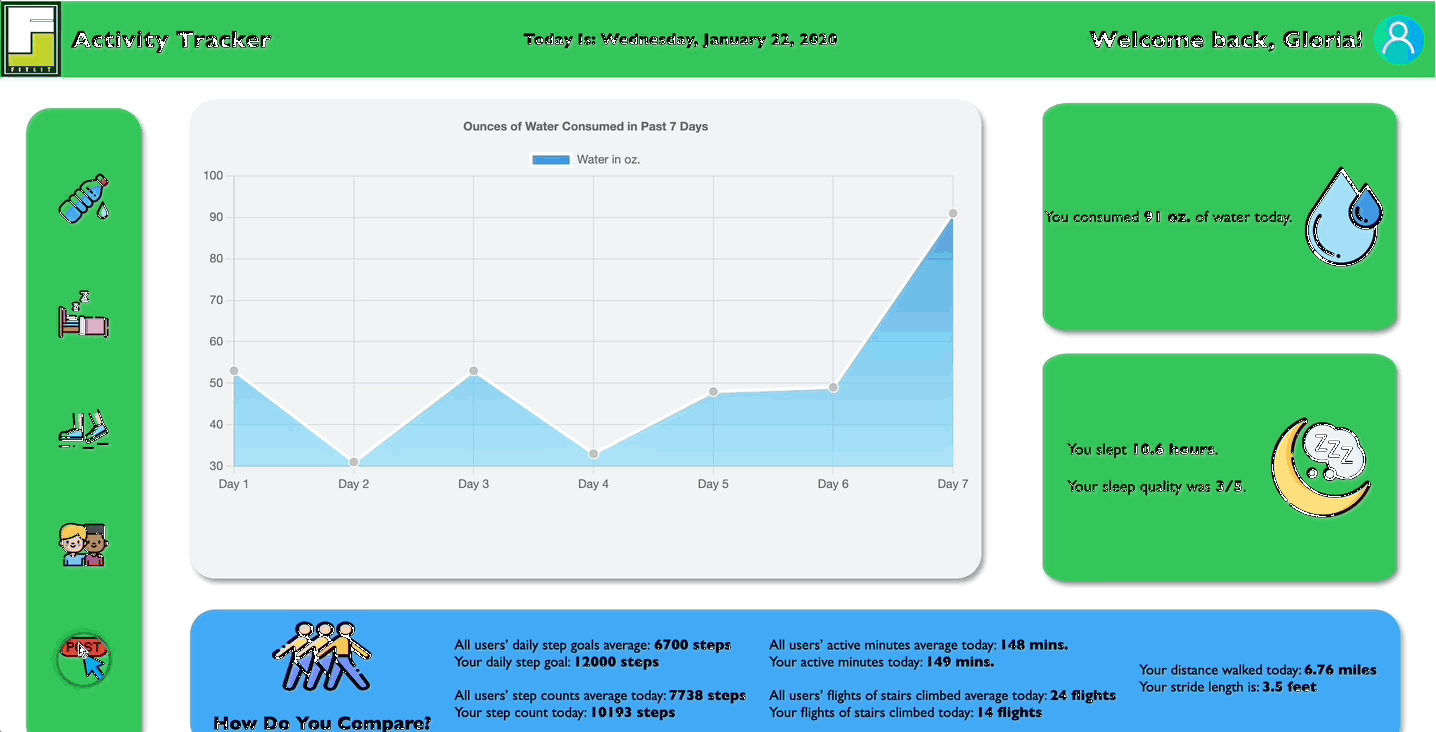 FITLIT
Activity Tracker
Today Is: Wednesday, January 22, 2020
Welcome back, Gloria!
Ounces of Water Consumed in Past 7 Days
Water in oz.
100
90
80
70
60
50
40
30
Day 1
Day 2
Day 3
Day 4
Day 5
Day 6
Day 7
You consumed 91 oz. of water today.
You slept 10.6 hours.
Your sleep quality was 3/5.
Z Z Z
POST
How Do You Compare?
All users' daily step goals average: 6700 steps
Your daily step goal: 12000 steps
All users' step counts average today: 7738 steps
Your step count today: 10193 steps
All users' active minutes average today: 148 mins.
Your active minutes today: 149 mins.
All users' flights of stairs climbed average today: 24 flights
Your flights of stairs climbed today: 14 flights
Your distance walked today: 6.76 miles
Your stride length is: 3.5 feet